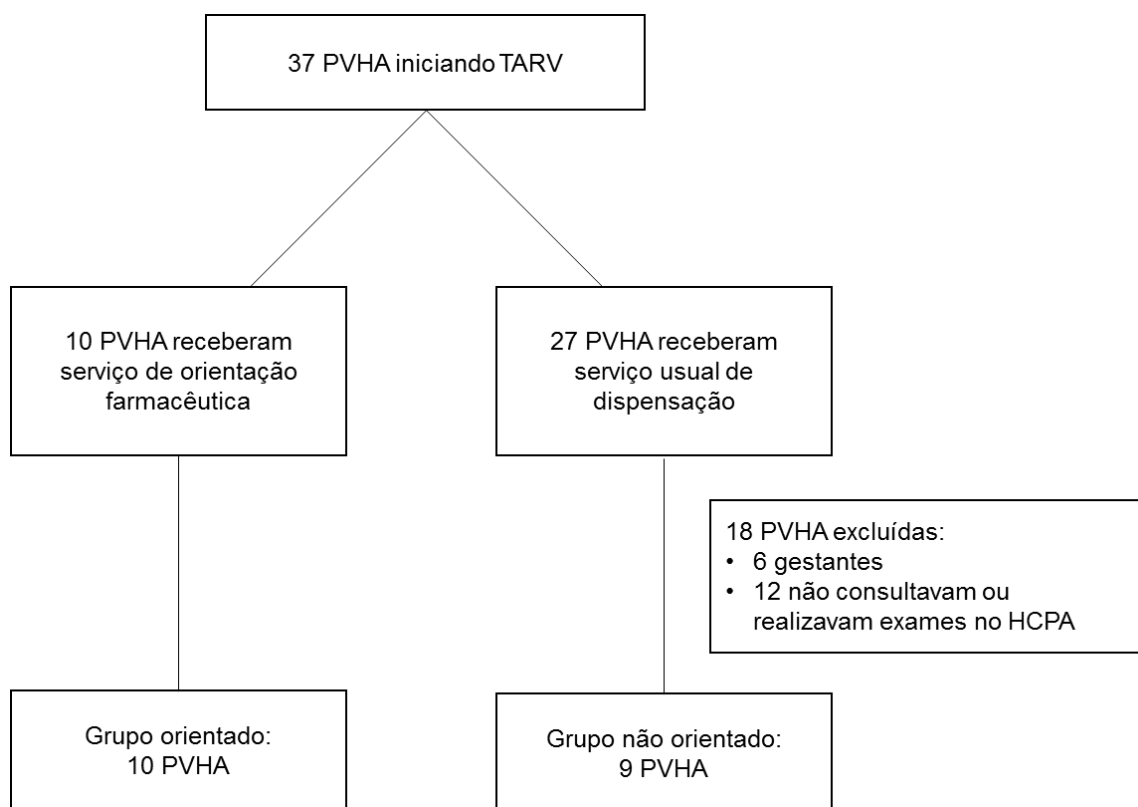 37 PVHA iniciando TARV
10 PVHA receberam
serviço de orientação
farmacêutica
27 PVHA receberam
serviço usual de
dispensação
18 PVHA excluídas:
• 6 gestantes
• 12 não consultavam ou
realizavam exames no HCPA
Grupo orientado:
10 PVHA
Grupo não orientado:
9 PVHA